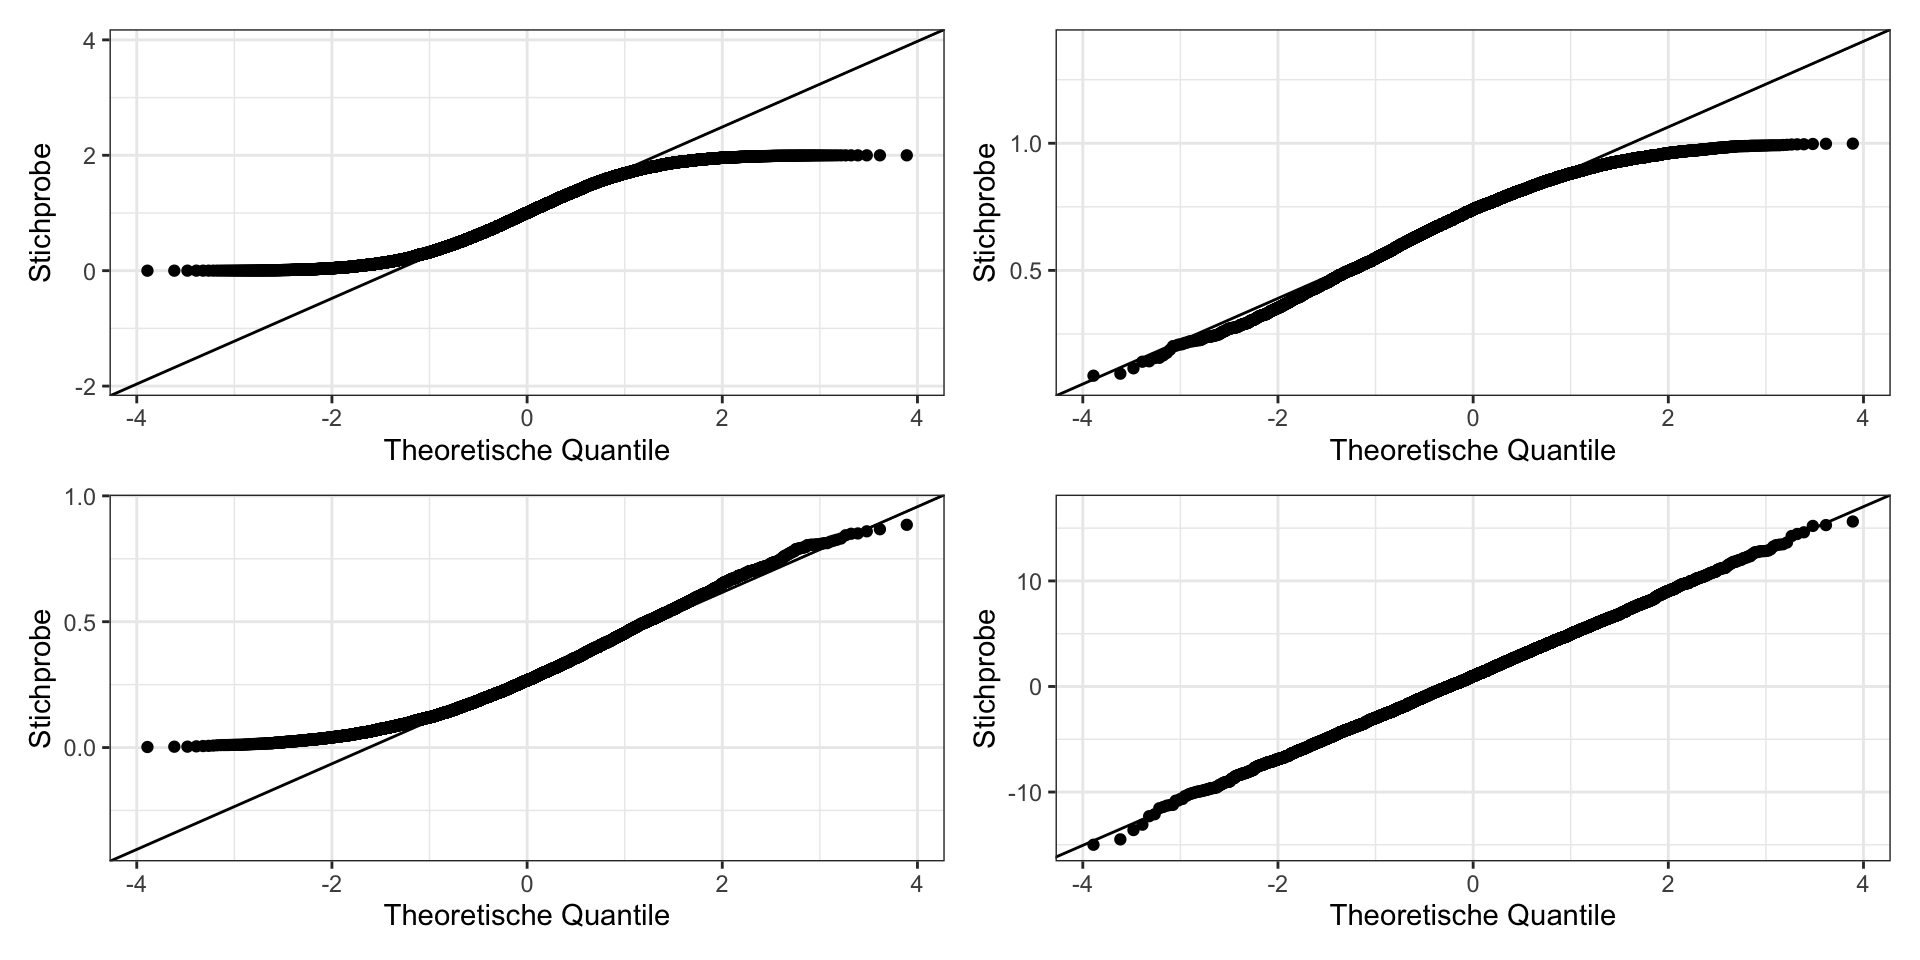 4
2
0
-2
Stichprobe
-4 -2 0 2 4
Theoretische Quantile
1.0
0.5
Stichprobe
-4 -2 0 2 4
Theoretische Quantile
1.0
0.5
0.0
Stichprobe
-4 -2 0 2 4
Theoretische Quantile
10
0
-10
Stichprobe
-4 -2 0 2 4
Theoretische Quantile